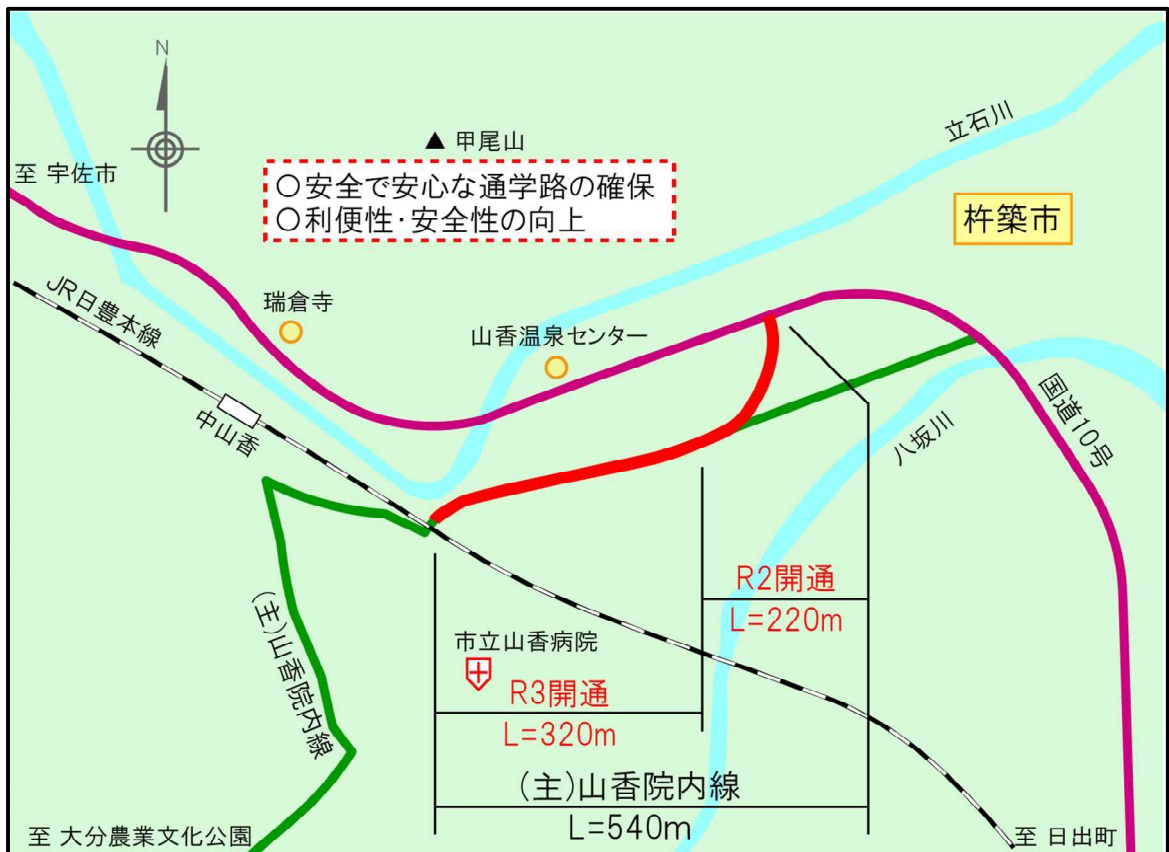 N
▲ 甲尾山
立石川
至 宇佐市
○安全で安心な通学路の確保
○利便性・安全性の向上
杵築市
JR日豊本線
瑞倉寺
山香温泉センター
中山香
八坂川
国道10号
(主)山香院内線
R2開通
L=220m
市立山香病院
R3開通
L=320m
(主)山香院内線
L=540m
至 大分農業文化公園
至 日出町